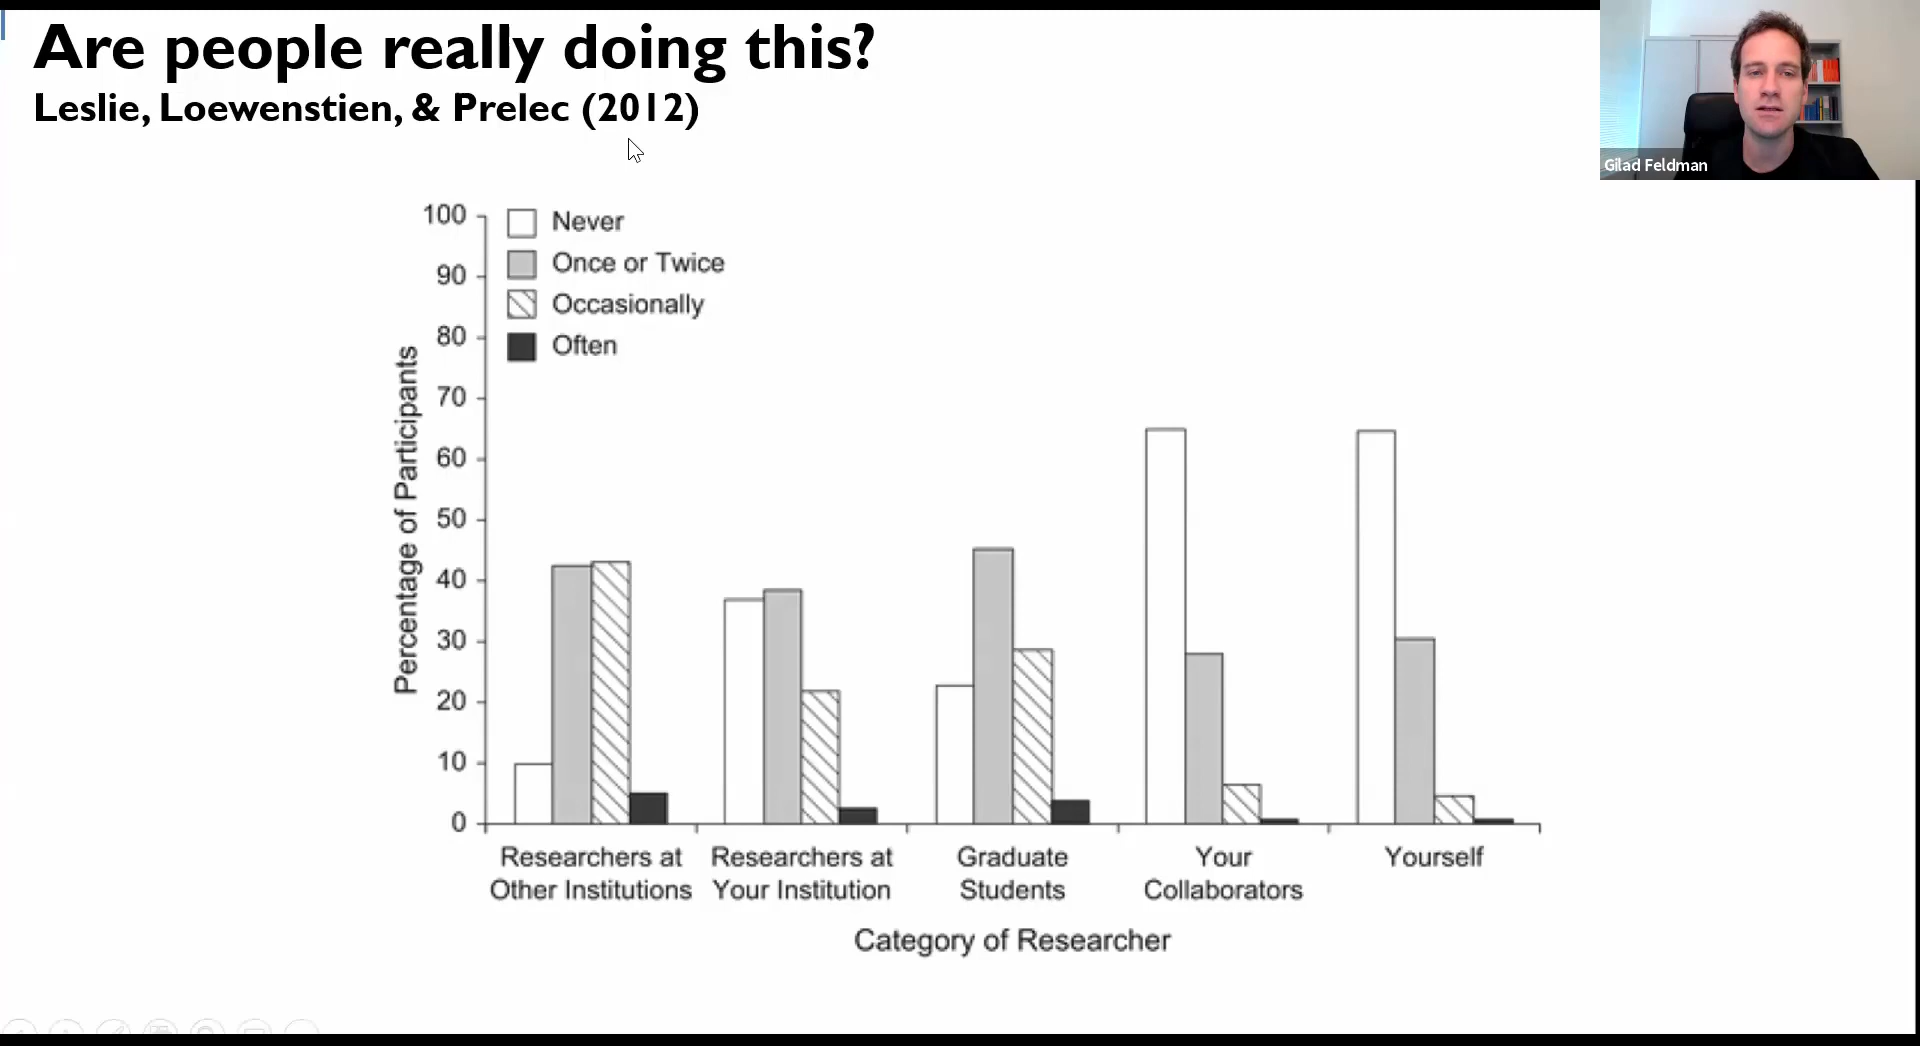 Are people really doing this?
Leslie, Loewenstien, & Prelec (2012)
Gilad Feldman
100
90
80
70
60
50
40
30
20
10
0
Percentage of Participants
Never
Once or Twice
Occasionally
Often
Researchers at
Other Institutions
Researchers at
Your Institution
Graduate
Students
Your
Collaborators
Yourself
Category of Researcher